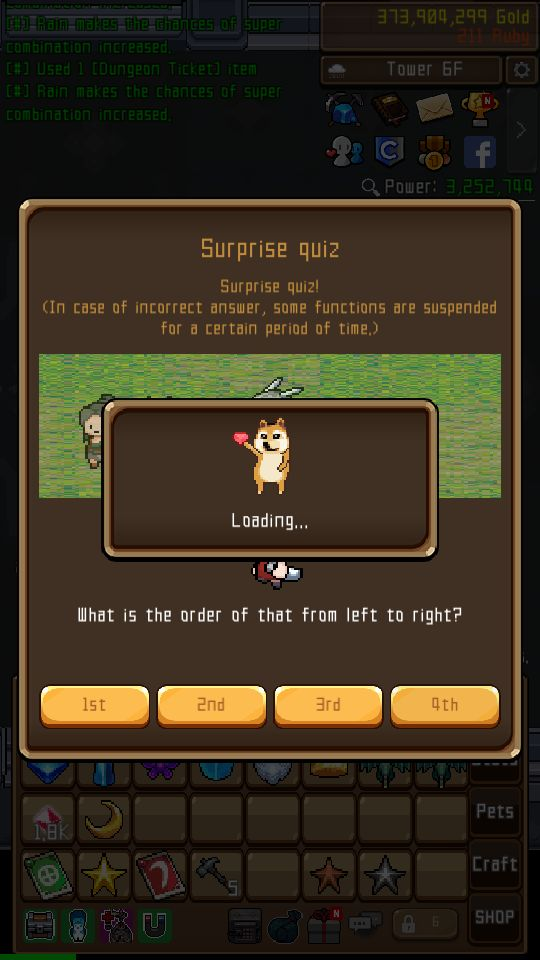 [#] Rain makes the chances of super
373,904,299 Gold
combination increased.
211 Ruby
[#] Used 1 [Dungeon Ticket] item
Tower 6F
[#] Rain makes the chances of super
combination increased.
Power: 3,252,744
Surprise quiz
Surprise quiz!
(In case of incorrect answer, some functions are suspended
for a certain period of time.)
Loading...
What is the order of that from left to right?
1st
2nd
3rd
4th
1.8K
Pets
5
Craft
6
SHOP